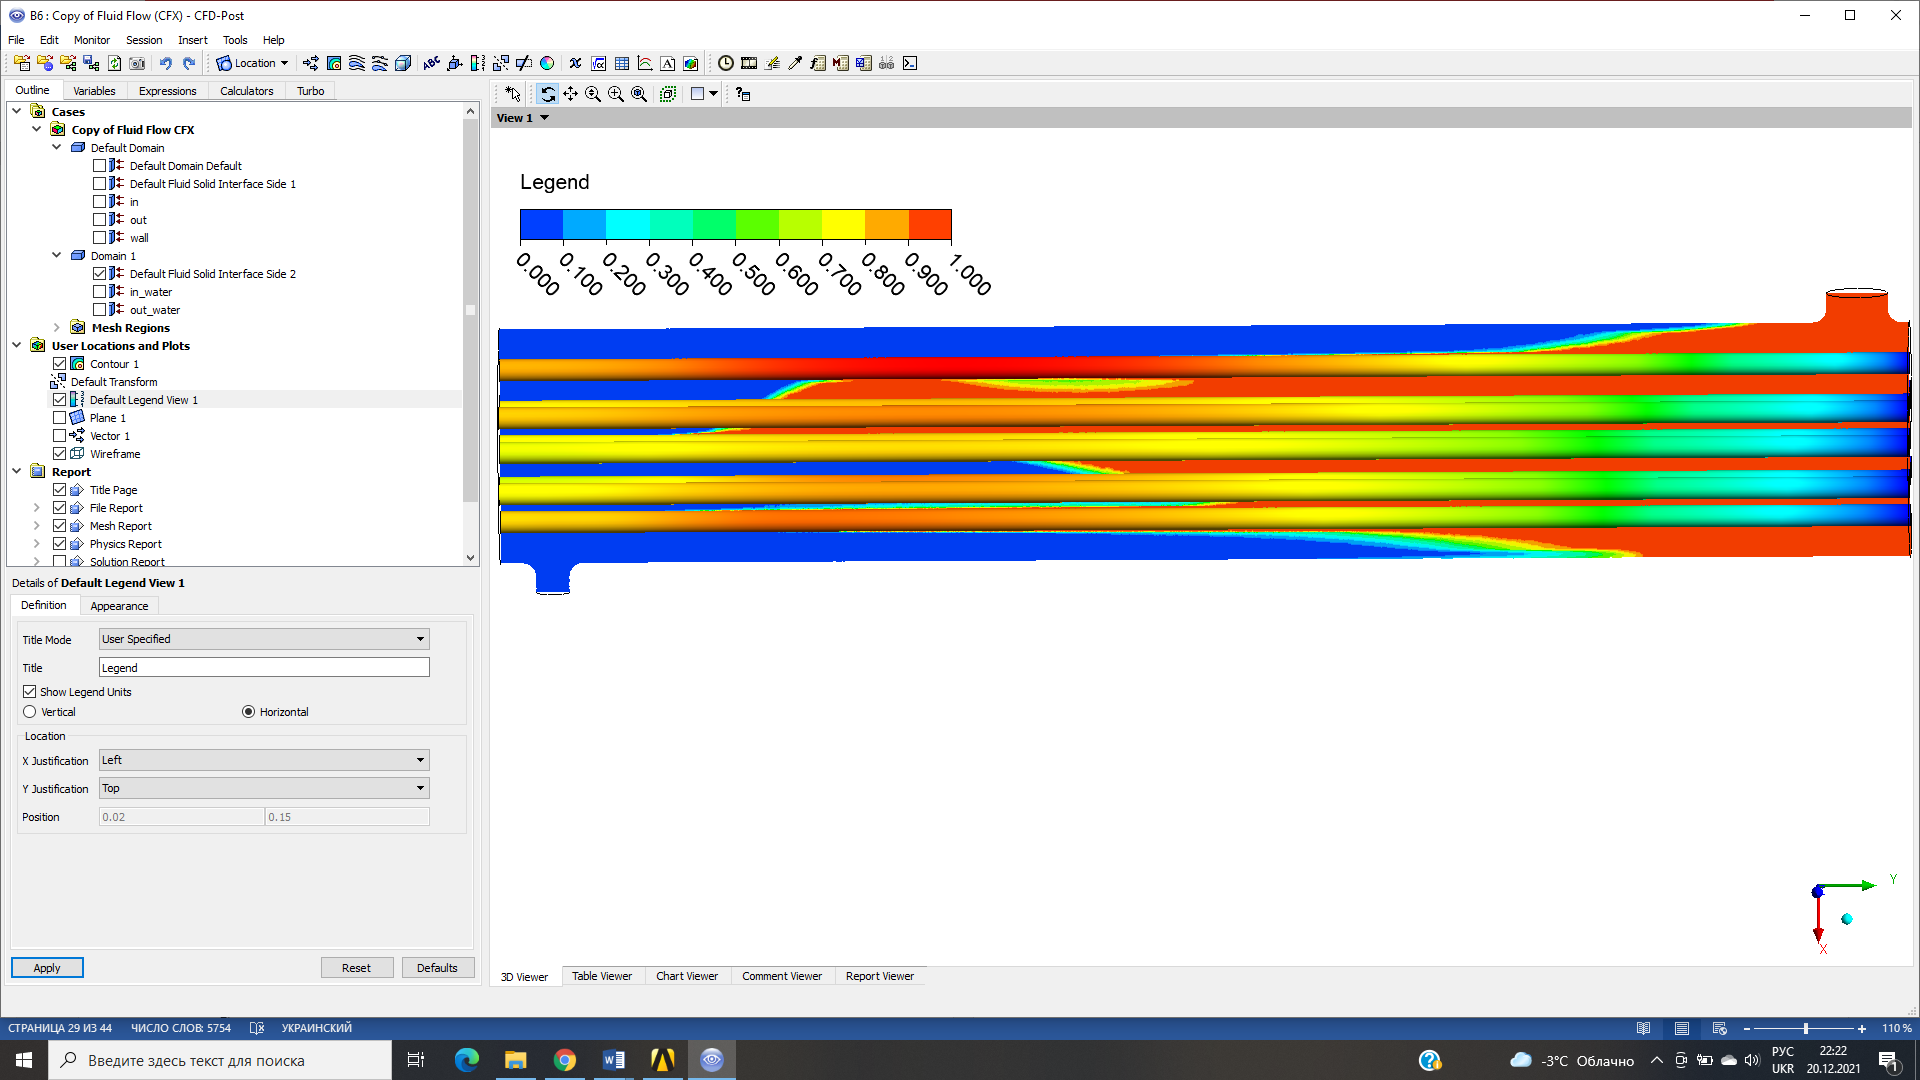 B6 : Copy of Fluid Flow (CFX) - CFD-Post
File Edit Monitor Session Insert Tools Help
Location
Outline Variables Expressions Calculators Turbo
Cases
Copy of Fluid Flow CFX
Default Domain
Default Domain Default
Default Fluid Solid Interface Side 1
in
out
wall
Domain 1
Default Fluid Solid Interface Side 2
in_water
out_water
Mesh Regions
User Locations and Plots
Contour 1
Default Transform
Default Legend View 1
Plane 1
Vector 1
Wireframe
Report
Title Page
File Report
Mesh Report
Physics Report
Solution Report
Details of Default Legend View 1
Definition Appearance
Title Mode User Specified
Title Legend
Show Legend Units
Vertical Horizontal
Location
X Justification Left
Y Justification Top
Position 0.02 0.15
Apply Reset Defaults
View 1
Legend
0.000 0.100 0.200 0.300 0.400 0.500 0.600 0.700 0.800 0.900 1.000
Y
X
3D Viewer Table Viewer Chart Viewer Comment Viewer Report Viewer
СТРАНИЦА 29 ИЗ 44 ЧИСЛО СЛОВ: 5754 УКРАИНСКИЙ 110 %
Введите здесь текст для поиска
-3°C Облачно
РУС
UKR
22:22
20.12.2021
1